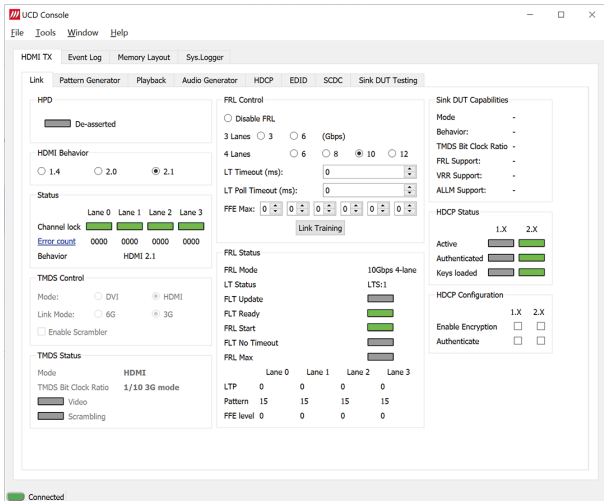 UCD Console
File Tools Window Help
HDMI TX Event Log Memory Layout Sys.Logger
Link Pattern Generator Playback Audio Generator HDCP EDID SCDC Sink DUT Testing
HPD
De-asserted
HDMI Behavior
1.4 2.0 2.1
Status
Lane 0 Lane 1 Lane 2 Lane 3
Channel lock
Error count 0000 0000 0000 0000
Behavior HDMI 2.1
TMDS Control
Mode: DVI HDMI
Link Mode: 6G 3G
Enable Scrambler
TMDS Status
Mode HDMI
TMDS Bit Clock Ratio 1/10 3G mode
Video
Scrambling
FRL Control
Disable FRL
3 Lanes 3 6 (Gbps)
4 Lanes 6 8 10 12
LT Timeout (ms): 0
LT Poll Timeout (ms): 0
FFE Max: 0 0 0 0 0 0
Link Training
FRL Status
FRL Mode 10Gbps 4-lane
LT Status LTS:1
FLT Update
FLT Ready
FRL Start
FLT No Timeout
FRL Max
Lane 0 Lane 1 Lane 2 Lane 3
LTP 0 0 0 0
Pattern 15 15 15 15
FFE level 0 0 0 0
Sink DUT Capabilities
Mode -
Behavior: -
TMDS Bit Clock Ratio -
FRL Support: -
VRR Support: -
ALLM Support: -
HDCP Status
1.X 2.X
Active
Authenticated
Keys loaded
HDCP Configuration
1.X 2.X
Enable Encryption
Authenticate
Connected